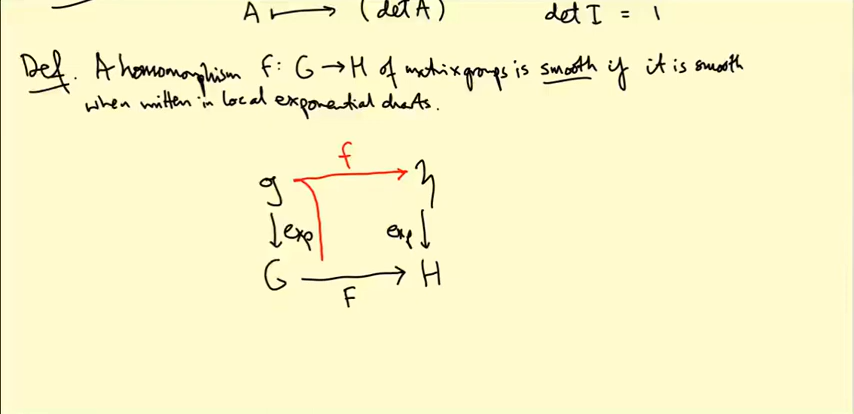 A ⟼ (det A) det I = 1
Def. A homomorphism F: G → H of matrix groups is smooth if it is smooth
when written in local exponential charts.
f
𝔤 𝔥
↓ exp exp ↓
G → H
F